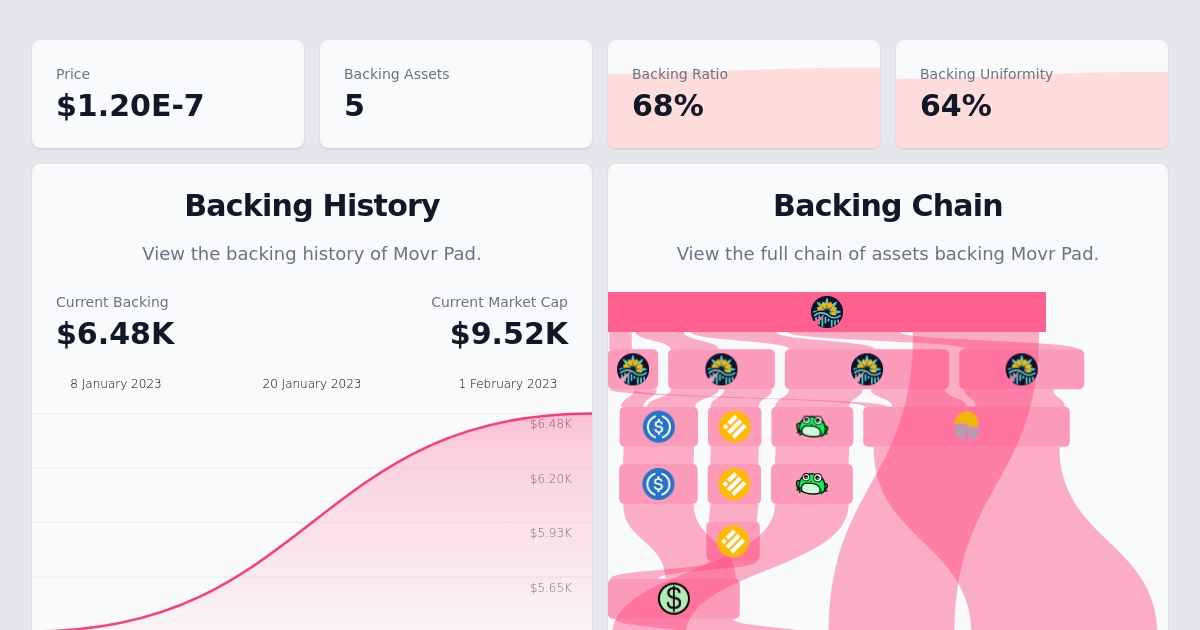 Price
$1.20E-7
Backing Assets
5
Backing Ratio
68%
Backing Uniformity
64%
Backing History
View the backing history of Movr Pad.
Current Backing
$6.48K
Current Market Cap
$9.52K
8 January 2023
20 January 2023
1 February 2023
$6.48K
$6.20K
$5.93K
$5.65K
Backing Chain
View the full chain of assets backing Movr Pad.